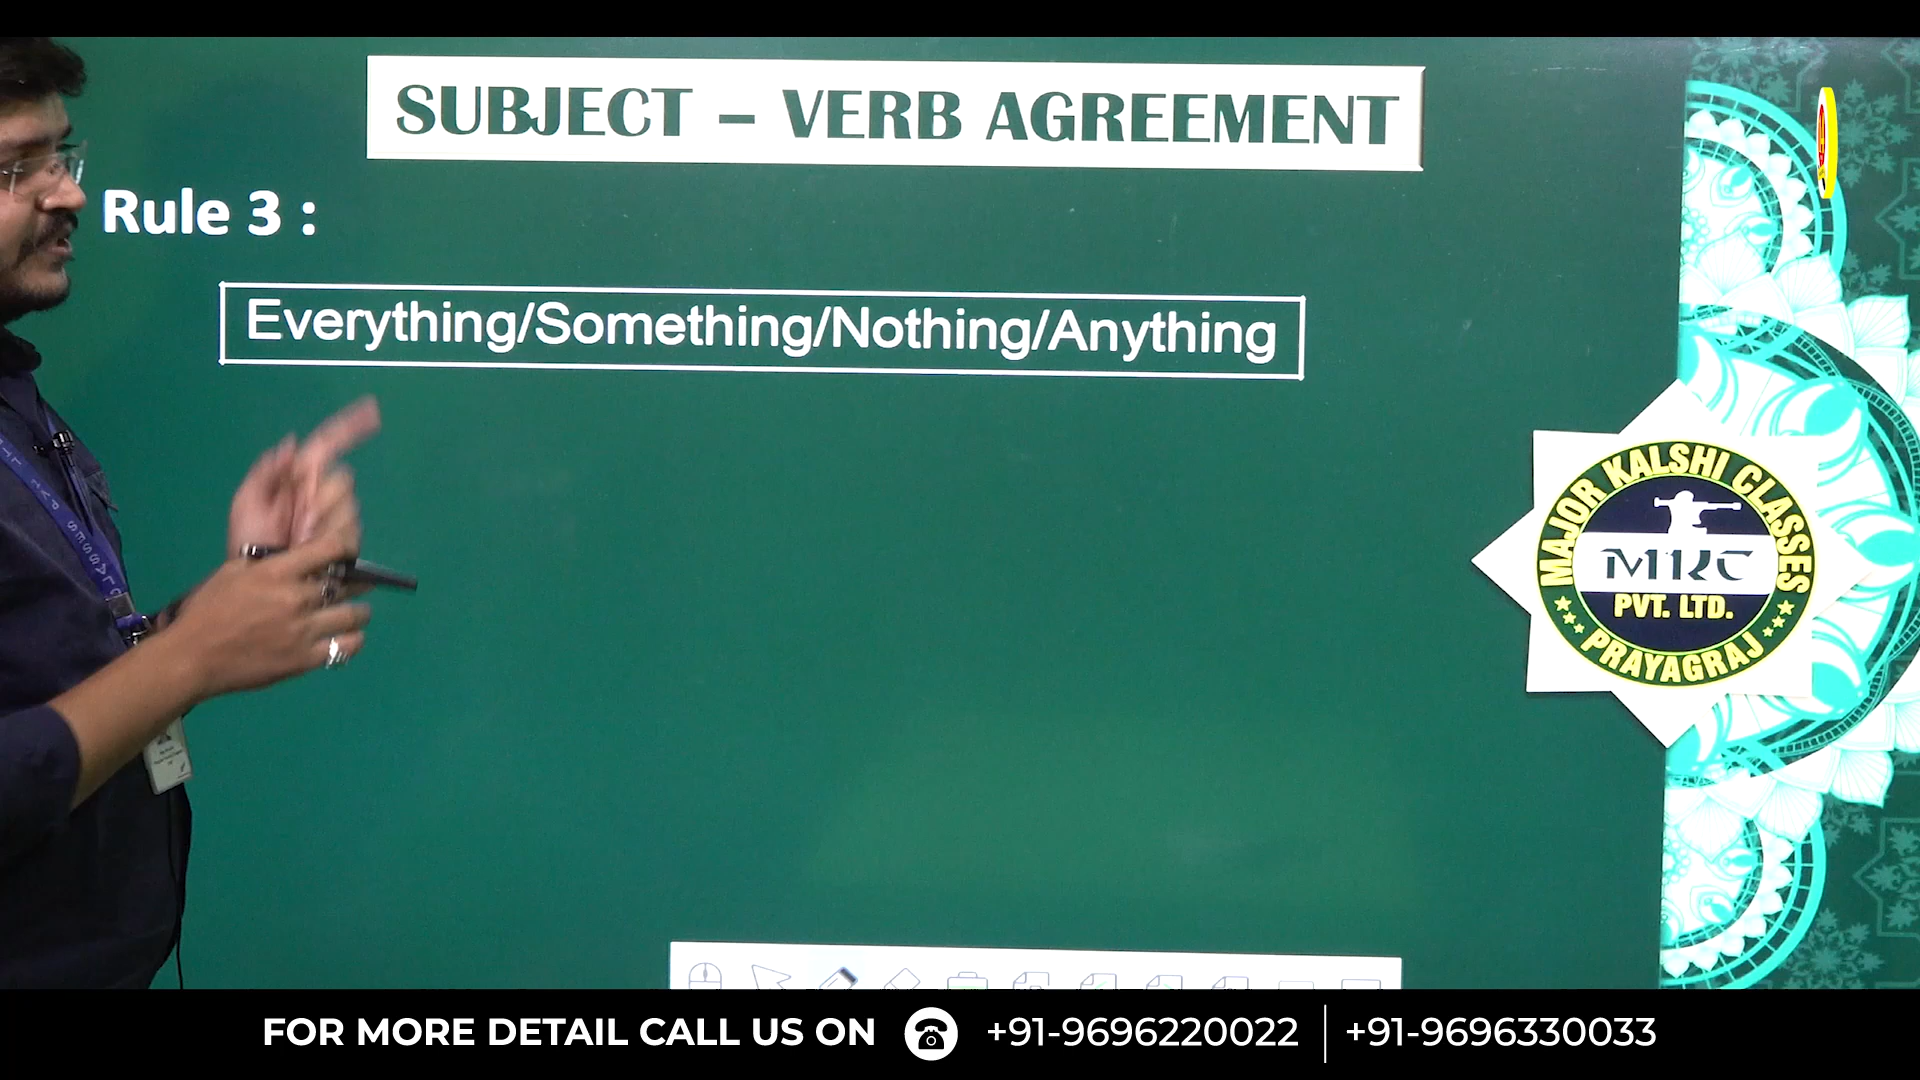 SUBJECT – VERB AGREEMENT
Rule 3 :
Everything/Something/Nothing/Anything
MAJOR KALSHI CLASSES
MKC
PVT. LTD.
PRAYAGRAJ
FOR MORE DETAIL CALL US ON +91-9696220022 +91-9696330033